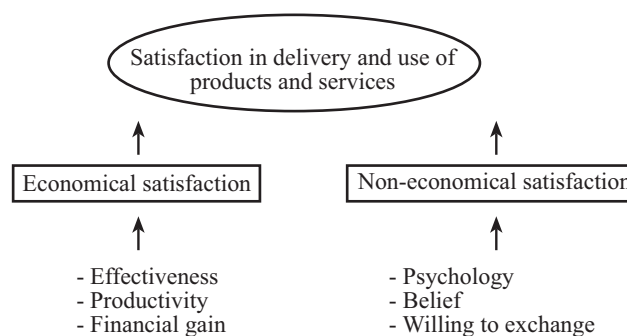 Satisfaction in delivery and use of
products and services
Economical satisfaction
Non-economical satisfaction
- Effectiveness
- Productivity
- Financial gain
- Psychology
- Belief
- Willing to exchange